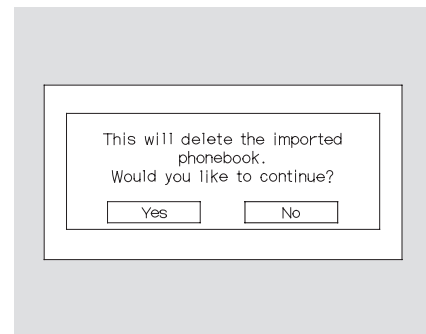 This will delete the imported
phonebook.
Would you like to continue?
Yes No